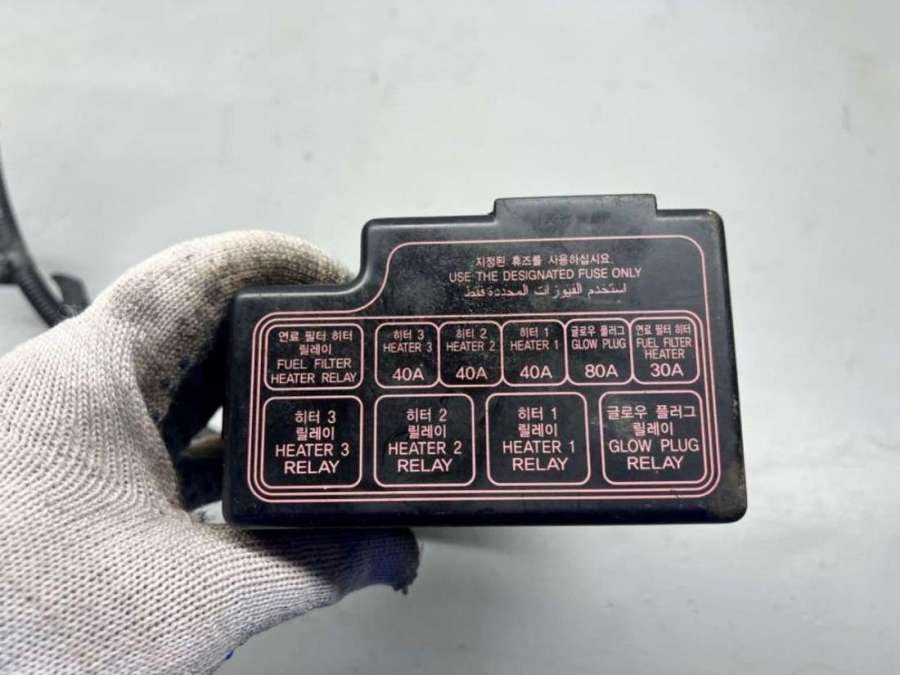 지정된 휴즈를 사용하십시요
USE THE DESIGNATED FUSE ONLY
استخدم الفيوزات المحددة فقط
연료 필터 히터
릴레이
FUEL FILTER
HEATER RELAY
히터 3
HEATER 3
40A
히터 2
HEATER 2
40A
히터 1
HEATER 1
40A
글로우 플러그
GLOW PLUG
80A
연료 필터 히터
FUEL FILTER
HEATER
30A
히터 3
릴레이
HEATER 3
RELAY
히터 2
릴레이
HEATER 2
RELAY
히터 1
릴레이
HEATER 1
RELAY
글로우 플러그
릴레이
GLOW PLUG
RELAY